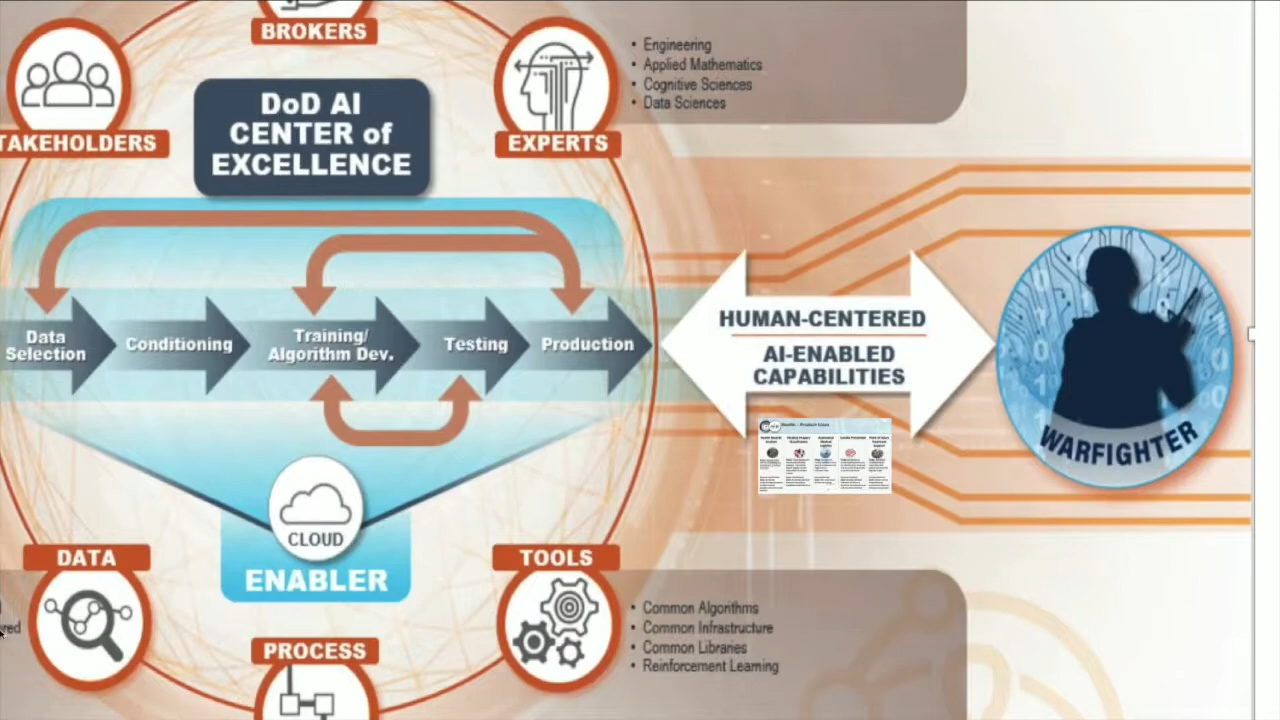 BROKERS
TAKEHOLDERS
DoD AI
CENTER of
EXCELLENCE
EXPERTS
• Engineering
• Applied Mathematics
• Cognitive Sciences
• Data Sciences
Data
Selection
Conditioning
Training/
Algorithm Dev.
Testing
Production
HUMAN-CENTERED
AI-ENABLED
CAPABILITIES
WARFIGHTER
CLOUD
ENABLER
DATA
TOOLS
PROCESS
• Common Algorithms
• Common Infrastructure
• Common Libraries
• Reinforcement Learning